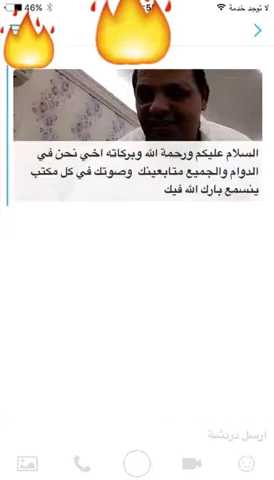 46%
لا توجد خدمة
السلام عليكم ورحمة الله وبركاته اخي نحن في
الدوام والجميع متابعينك وصوتك في كل مكتب
ينسمع بارك الله فيك
ارسل دردشة